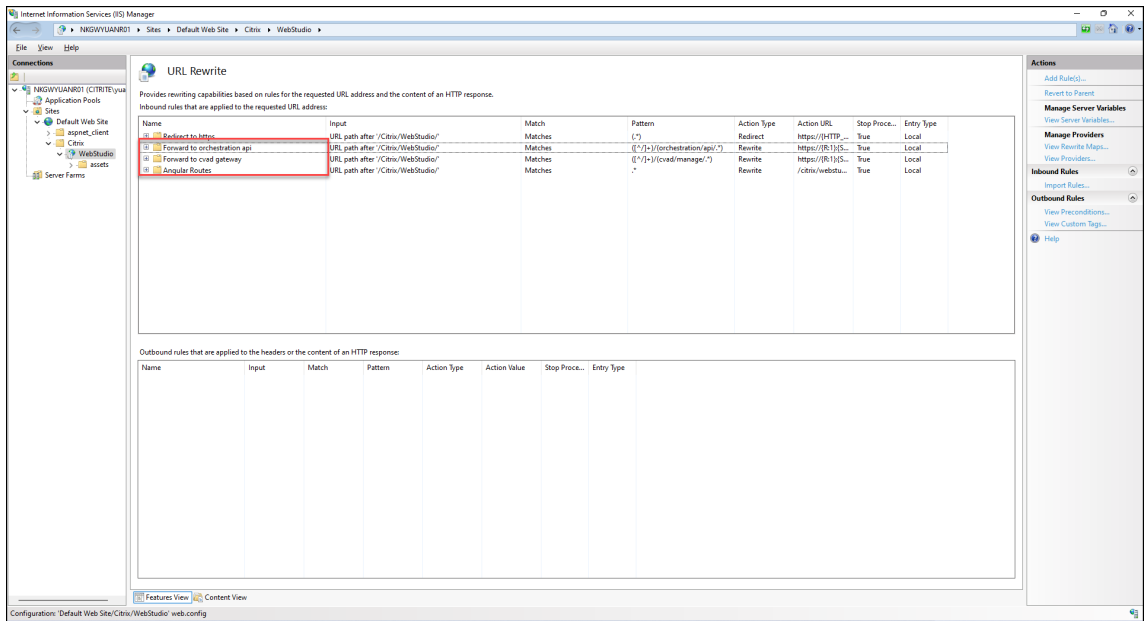 Internet Information Services (IIS) Manager
NKGWYUANR01 Sites Default Web Site Citrix WebStudio
File View Help
Connections
NKGWYUANR01 (CITRITE\yua
Application Pools
Sites
Default Web Site
aspnet_client
Citrix
WebStudio
assets
Server Farms
URL Rewrite
Provides rewriting capabilities based on rules for the requested URL address and the content of an HTTP response.
Inbound rules that are applied to the requested URL address:
Name Input Match Pattern Action Type Action URL Stop Proce... Entry Type
Redirect to https URL path after '/Citrix/WebStudio/' Matches (.*) Redirect https://{HTTP_... True Local
Forward to orchestration api URL path after '/Citrix/WebStudio/' Matches ([^/]+)/(orchestration/api/.*) Rewrite https://{R:1}:{S... True Local
Forward to cvad gateway URL path after '/Citrix/WebStudio/' Matches ([^/]+)/(cvad/manage/.*) Rewrite https://{R:1}:{S... True Local
Angular Routes URL path after '/Citrix/WebStudio/' Matches .* Rewrite /citrix/webstu... True Local
Outbound rules that are applied to the headers or the content of an HTTP response:
Name Input Match Pattern Action Type Action Value Stop Proce... Entry Type
Features View Content View
Configuration: 'Default Web Site/Citrix/WebStudio' web.config
Actions
Add Rule(s)...
Revert to Parent
Manage Server Variables
View Server Variables...
Manage Providers
View Rewrite Maps...
View Providers...
Inbound Rules
Import Rules...
Outbound Rules
View Preconditions...
View Custom Tags...
Help